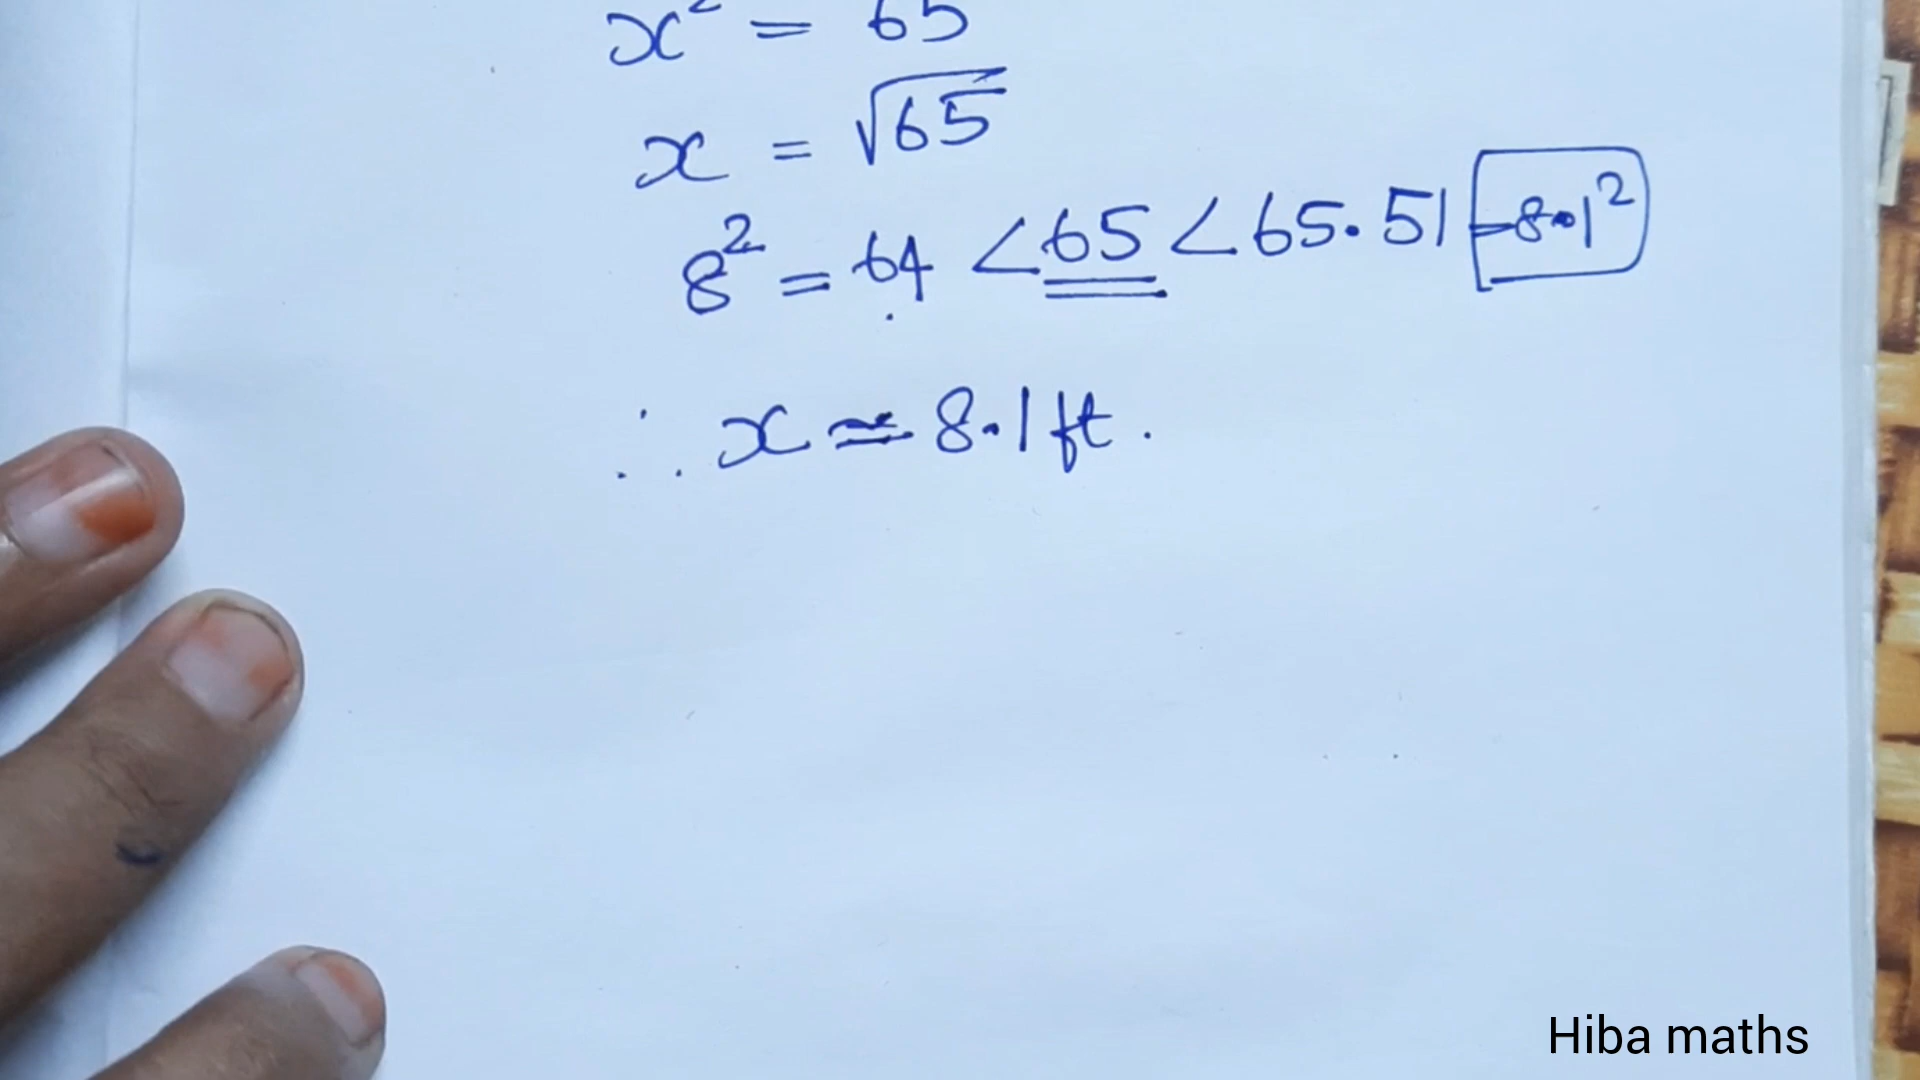 x² = 65
x = √65
8² = 64 < 65 < 65.51 = 8.1²
∴ x ≈ 8.1 ft.
Hiba maths